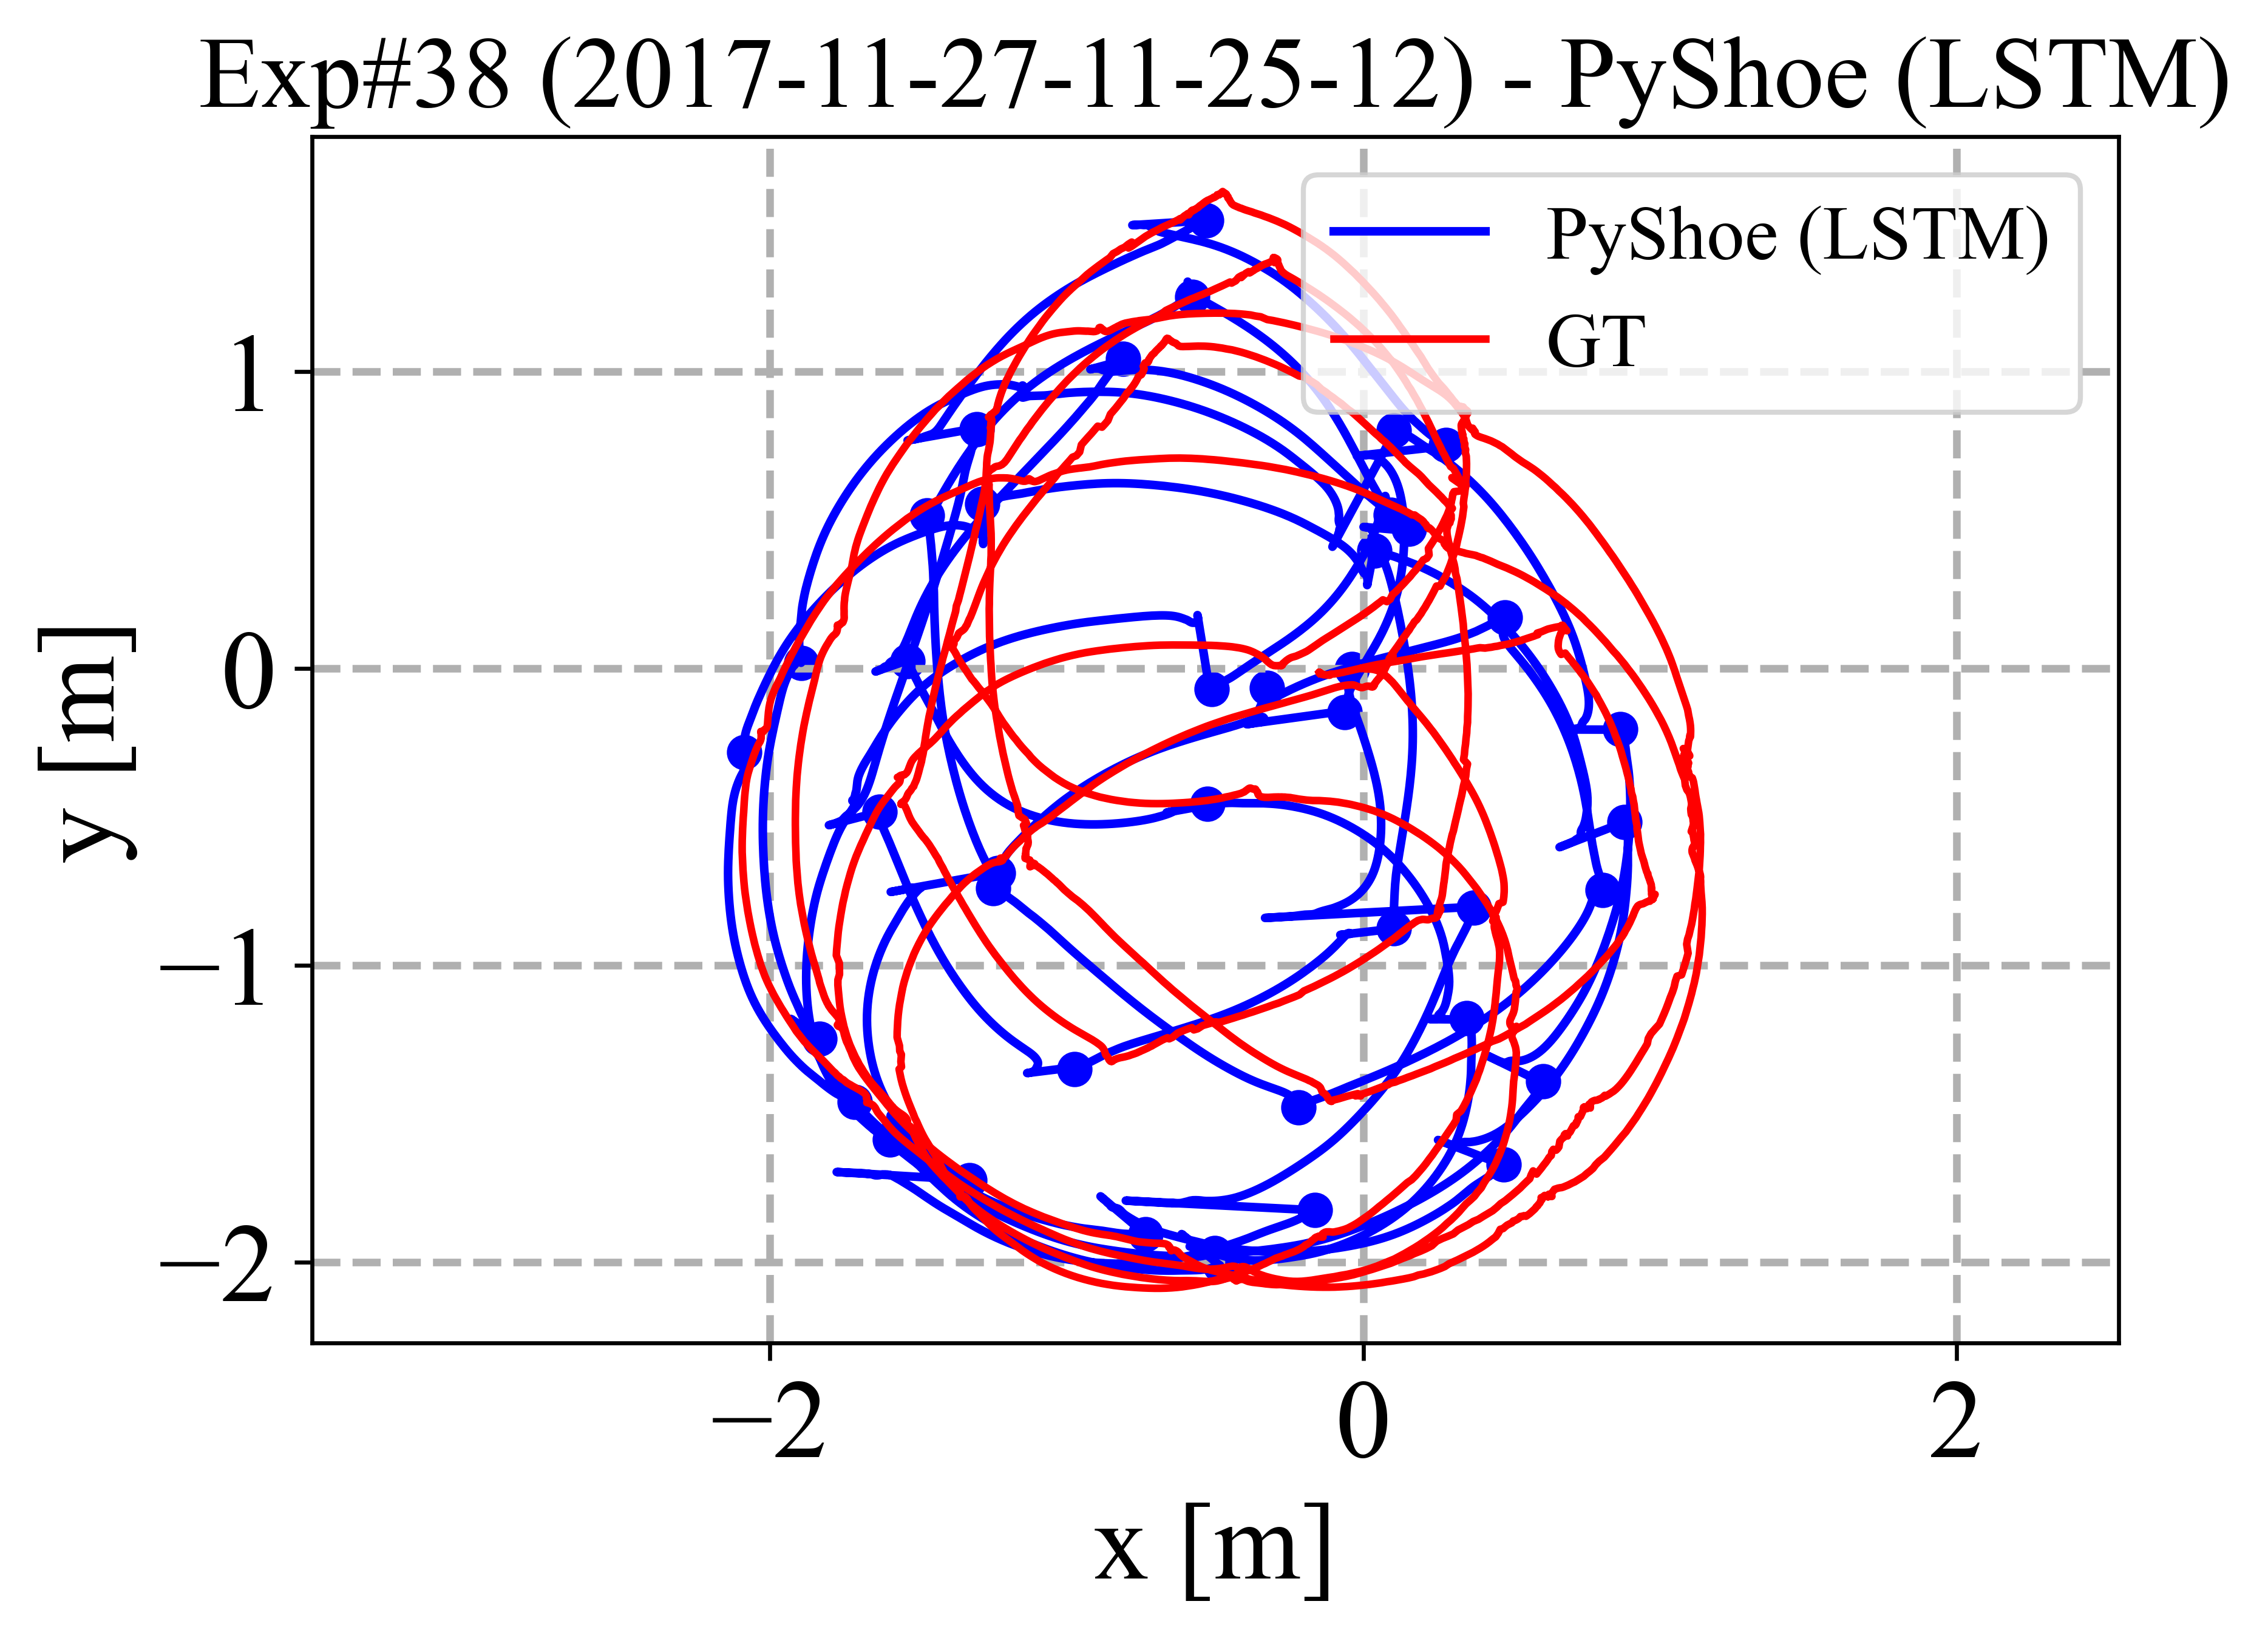 Exp#38 (2017-11-27-11-25-12) - PyShoe (LSTM)
PyShoe (LSTM)
GT
1
0
−1
−2
y [m]
−2
0
2
x [m]